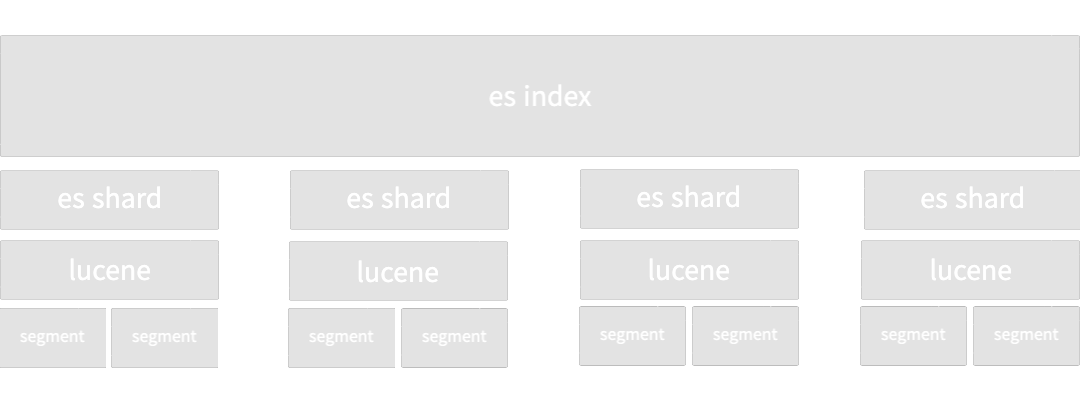 es index
es shard es shard es shard es shard
lucene lucene lucene lucene
segment segment segment segment segment segment segment segment